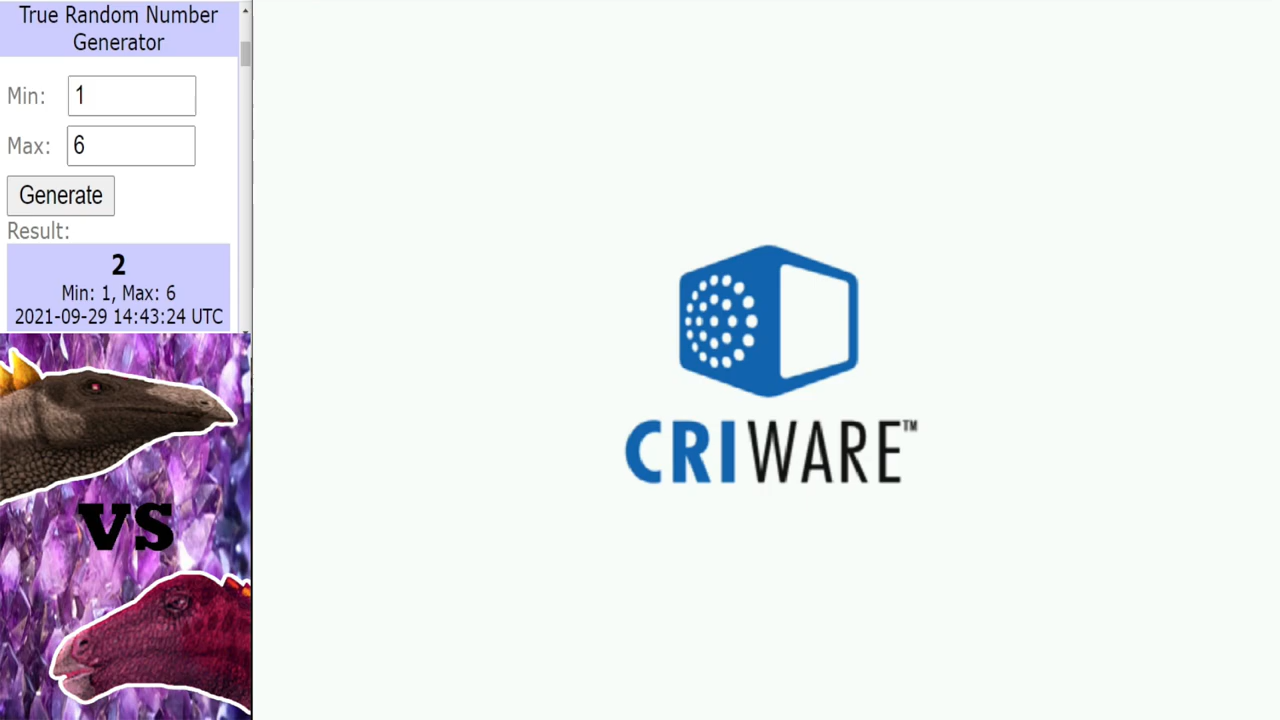 True Random Number
Generator
Min: 1
Max: 6
Generate
Result:
2
Min: 1, Max: 6
2021-09-29 14:43:24 UTC
vs
CRIWARE™